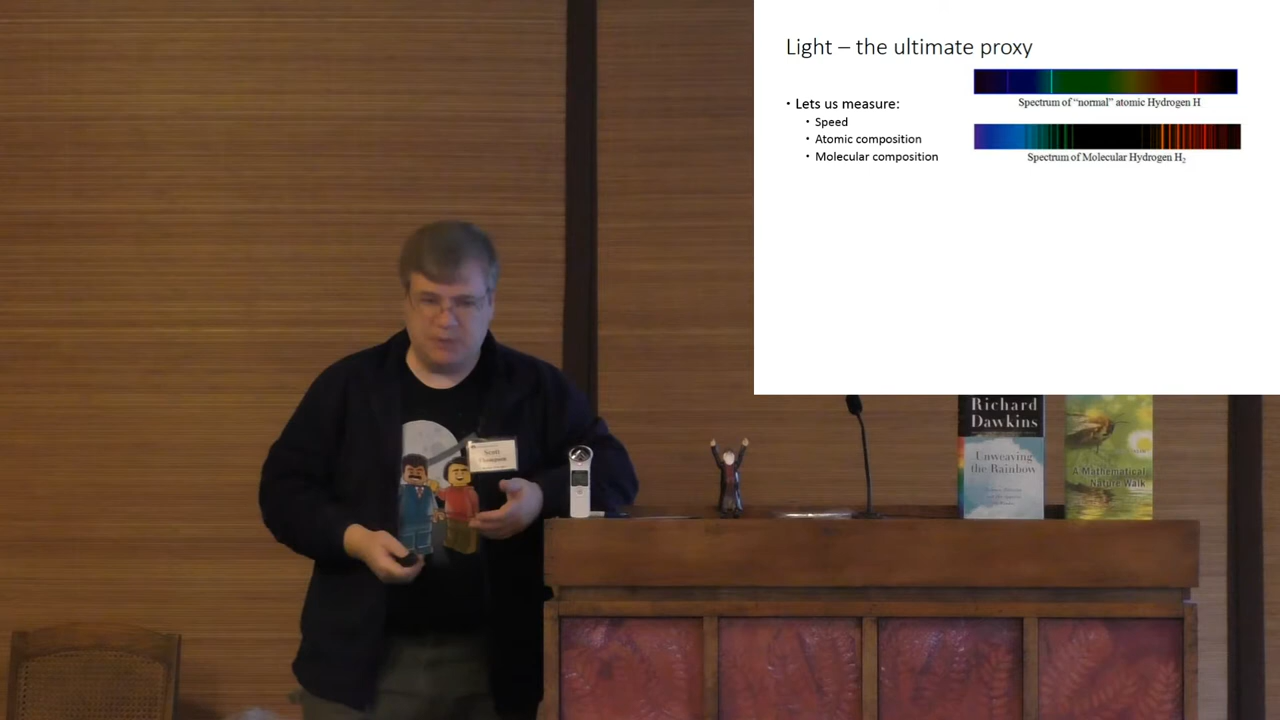 Light – the ultimate proxy
• Lets us measure:
• Speed
• Atomic composition
• Molecular composition
Spectrum of “normal” atomic Hydrogen H
Spectrum of Molecular Hydrogen H₂
Scott
Thompson
Richard
Dawkins
Unweaving
the Rainbow
A Mathematical
Nature Walk